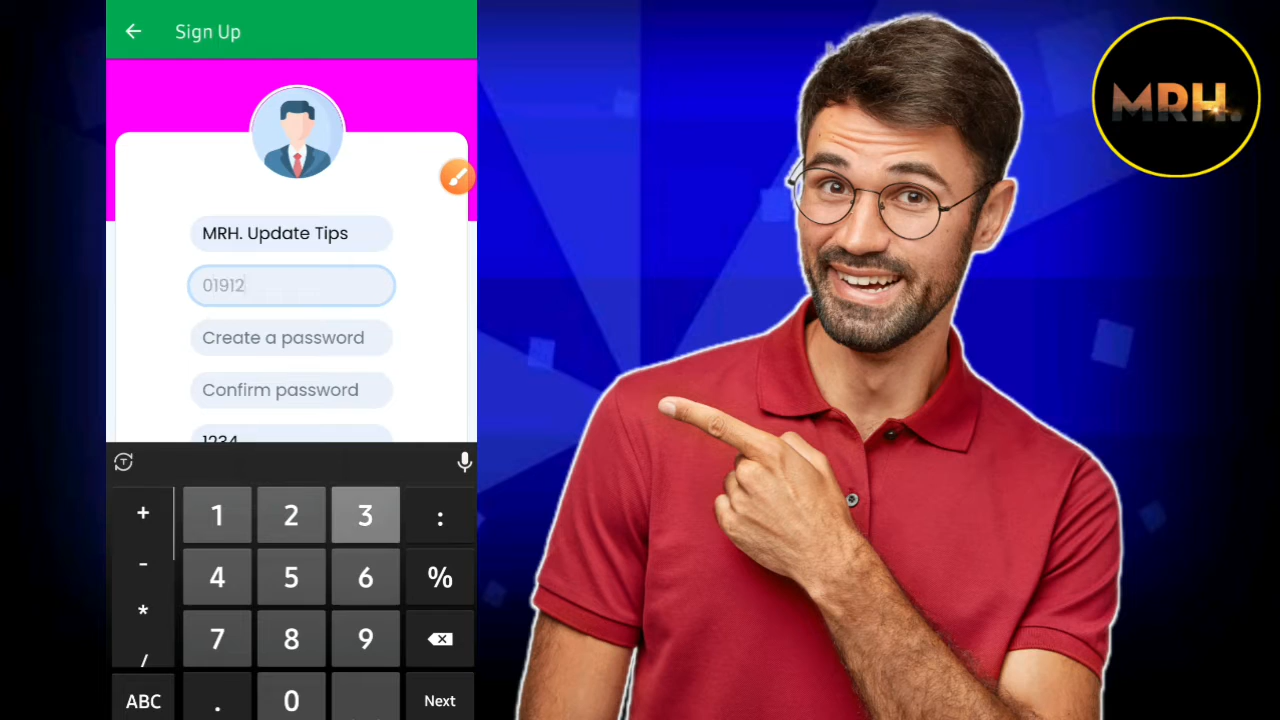 Sign Up
MRH.
MRH. Update Tips
01912
Create a password
Confirm password
1234
T
+ 1 2 3 :
- 4 5 6 %
* 7 8 9
/
ABC . 0 Next